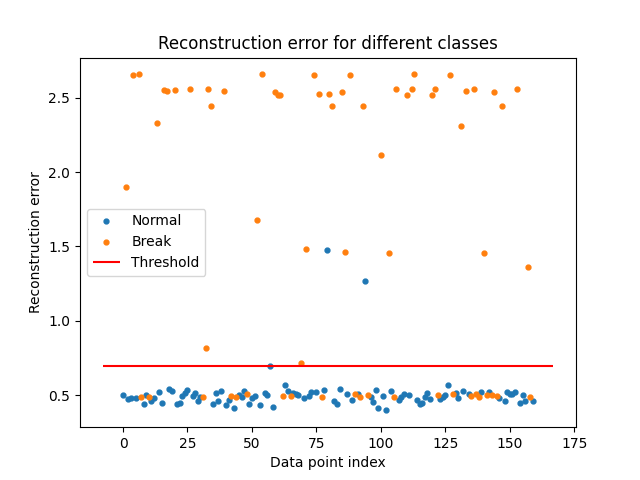 Reconstruction error for different classes
Reconstruction error
2.5
2.0
1.5
1.0
0.5
Normal
Break
Threshold
0 25 50 75 100 125 150 175
Data point index